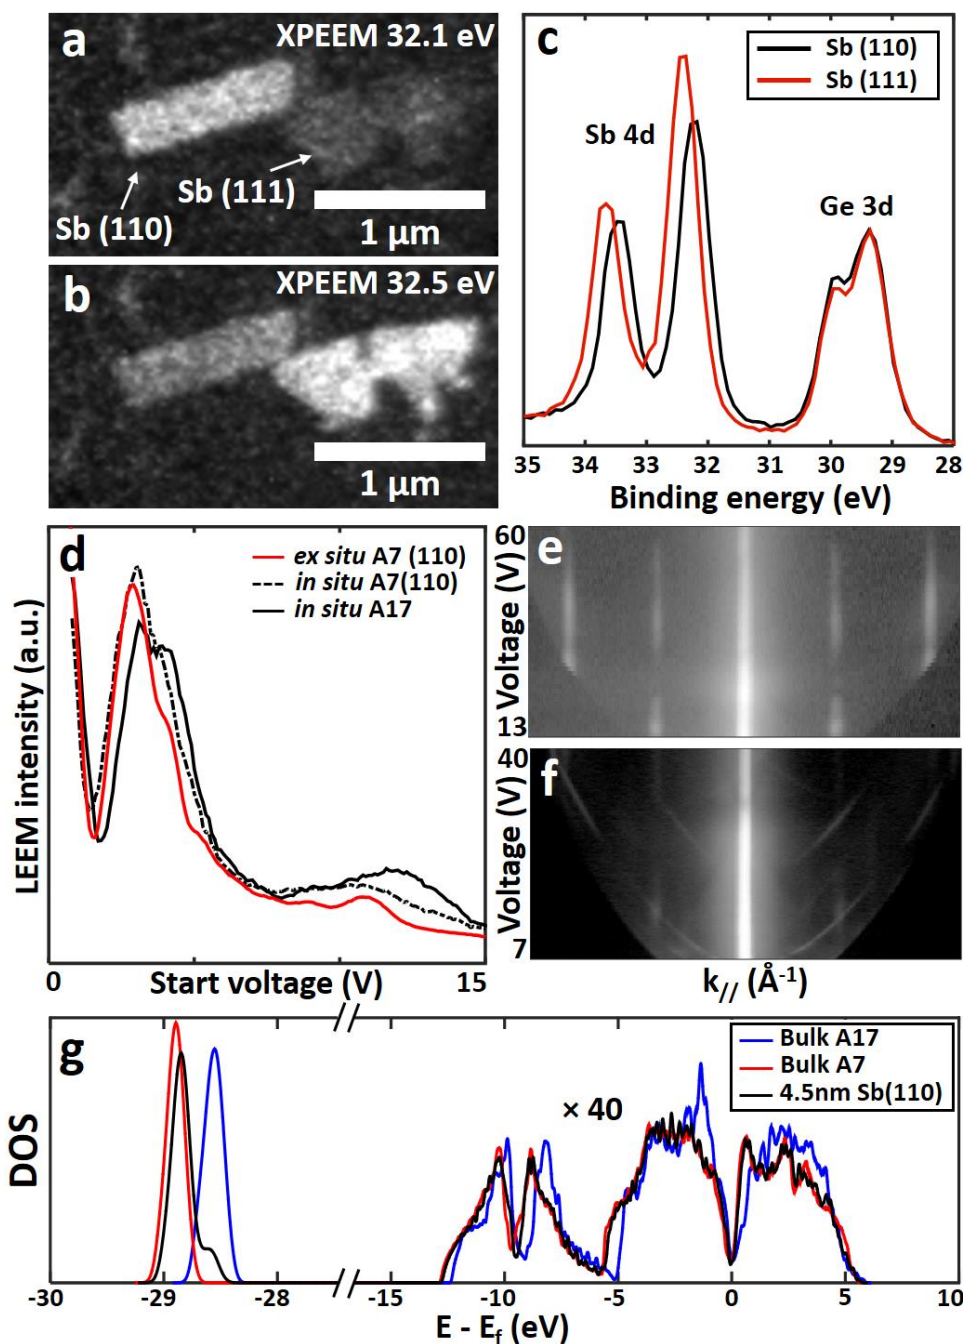 a
XPEEM 32.1 eV
Sb (110)
Sb (111)
1 µm
b
XPEEM 32.5 eV
1 µm
c
Sb (110)
Sb (111)
Sb 4d
Ge 3d
35 34 33 32 31 30 29 28
Binding energy (eV)
d
ex situ A7 (110)
in situ A7(110)
in situ A17
LEEM intensity (a.u.)
0 15
Start voltage (V)
e
60
Voltage (V)
13
f
40
Voltage (V)
7
k// (Å-1)
g
Bulk A17
Bulk A7
4.5nm Sb(110)
× 40
DOS
-30 -29 -28 -15 -10 -5 0 5 10
E - Ef (eV)